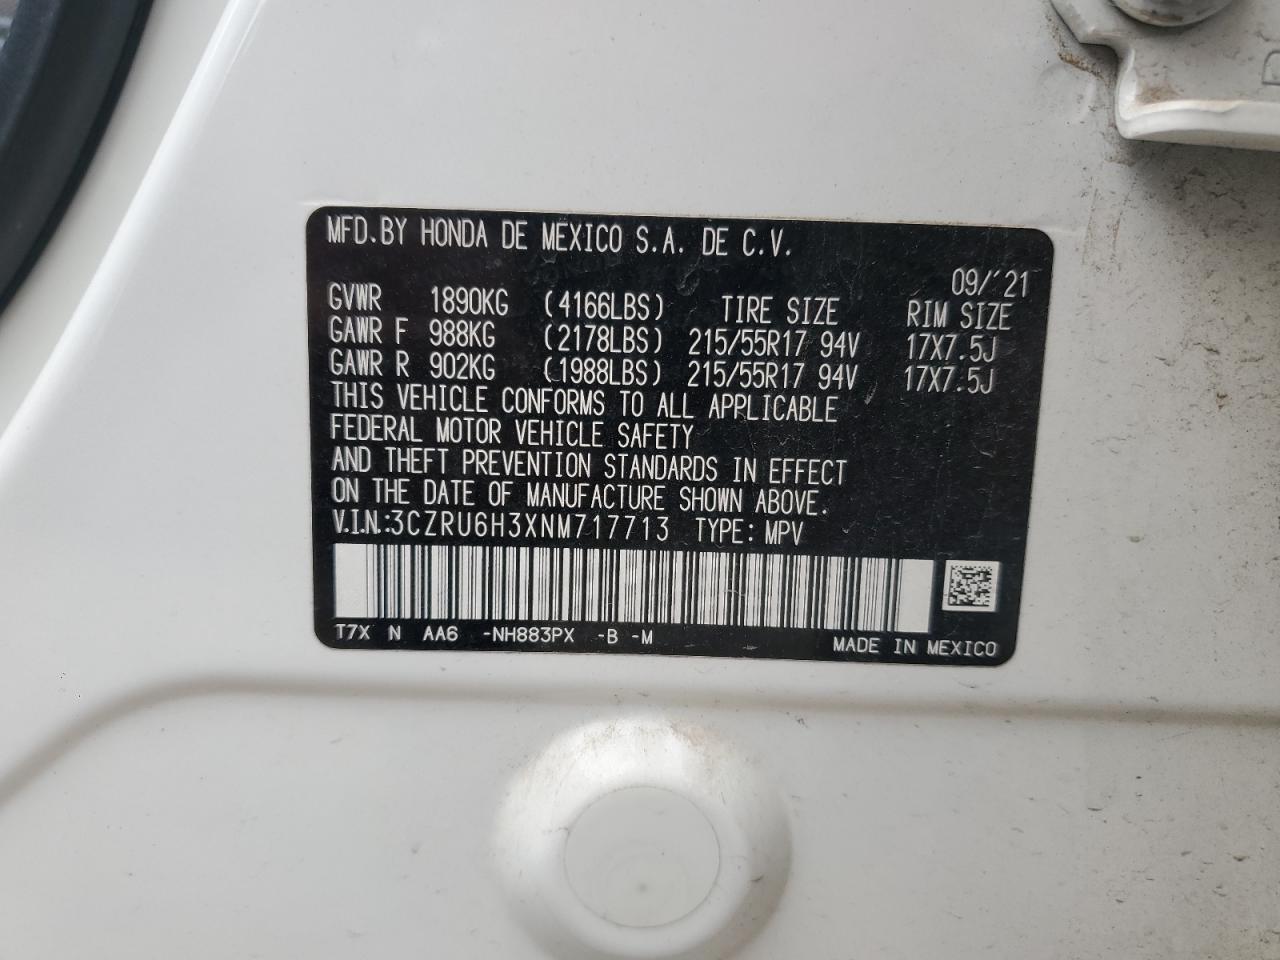 MFD.BY HONDA DE MEXICO S.A. DE C.V.
09/'21
GVWR 1890KG (4166LBS) TIRE SIZE RIM SIZE
GAWR F 988KG (2178LBS) 215/55R17 94V 17X7.5J
GAWR R 902KG (1988LBS) 215/55R17 94V 17X7.5J
THIS VEHICLE CONFORMS TO ALL APPLICABLE
FEDERAL MOTOR VEHICLE SAFETY
AND THEFT PREVENTION STANDARDS IN EFFECT
ON THE DATE OF MANUFACTURE SHOWN ABOVE.
V.I.N.:3CZRU6H3XNM717713 TYPE: MPV
T7X N AA6 -NH883PX -B -M MADE IN MEXICO